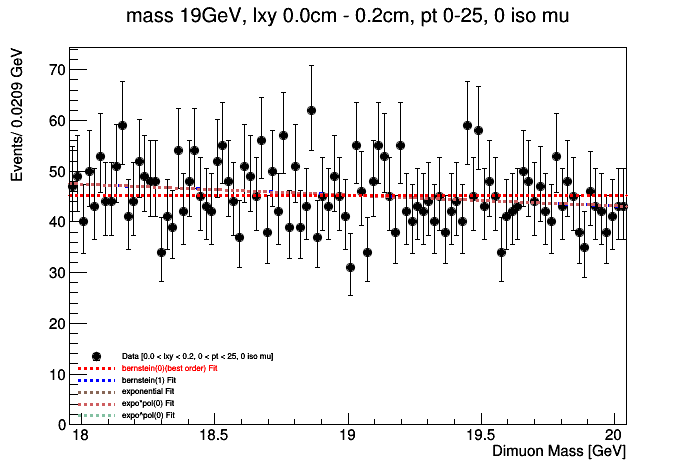 mass 19GeV, lxy 0.0cm - 0.2cm, pt 0-25, 0 iso mu
Events/ 0.0209 GeV
70
60
50
40
30
20
10
0
Data [0.0 < lxy < 0.2, 0 < pt < 25, 0 iso mu]
bernstein(0)(best order) Fit
bernstein(1) Fit
exponential Fit
expo*pol(0) Fit
expo^pol(0) Fit
18 18.5 19 19.5 20
Dimuon Mass [GeV]